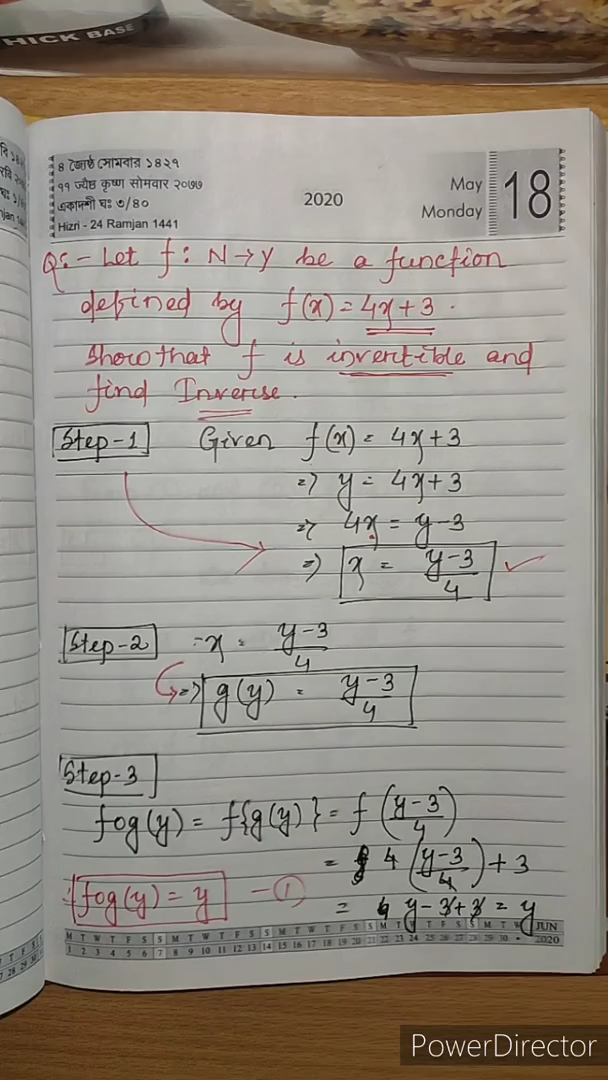 HICK BASE
৪ জ্যৈষ্ঠ সোমবার ১৪২৭
११ ज्येष्ठ कृष्ण सोमवार २०७७
একাদশী ঘঃ ৩/৪০
Hizri - 24 Ramjan 1441
2020
May
Monday
18
Q:- Let f: N→Y be a function
defined by f(x) = 4x+3.
show that f is invertible and
find Inverse.
Step-1 Given f(x) = 4x+3
=> y = 4x+3
=> 4x = y-3
=> x = (y-3)/4 ✓
Step-2 x = (y-3)/4
=> g(y) = (y-3)/4
Step-3
fog(y) = f{g(y)} = f((y-3)/4)
= 4((y-3)/4)+3
fog(y) = y —①
= y-3+3 = y
M T W T F S S M T W T F S S M T W T F S S M T W T F S S M T JUN
1 2 3 4 5 6 7 8 9 10 11 12 13 14 15 16 17 18 19 20 21 22 23 24 25 26 27 28 29 30 2020
PowerDirector